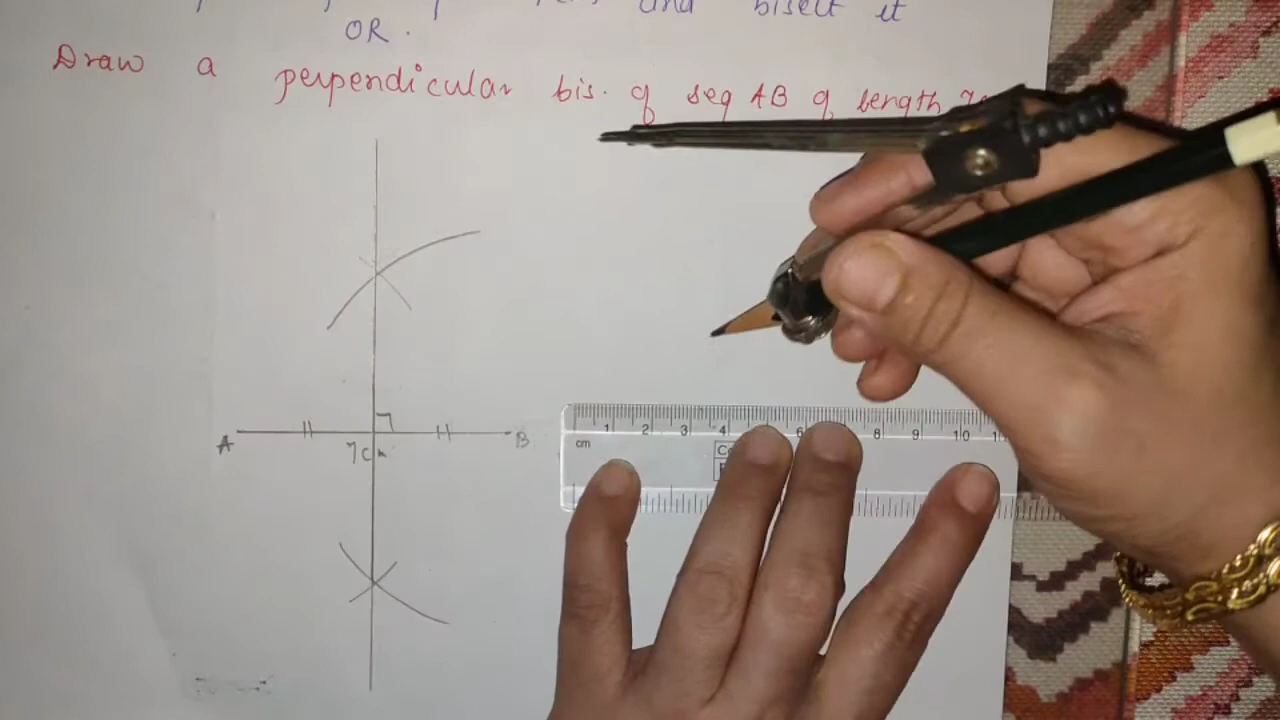 and bisect it
OR.
Draw a perpendicular bis. of seg AB of length
A 7cm B
cm 1 2 3 4 6 8 9 10